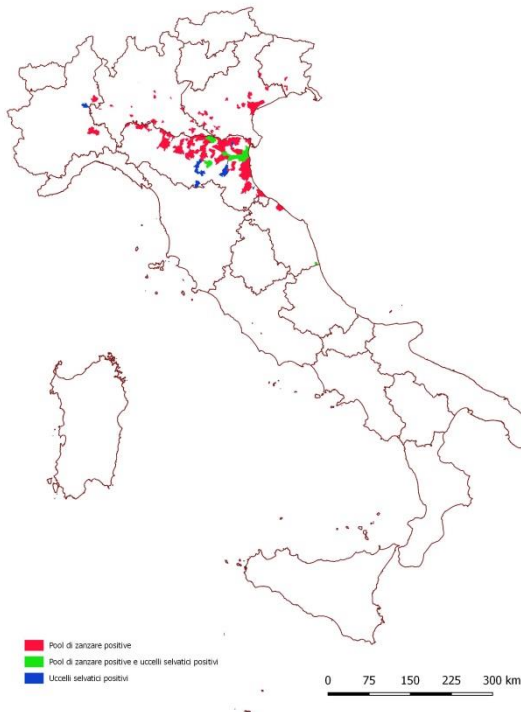 Pool di zanzare positive
Pool di zanzare positive e uccelli selvatici positivi
Uccelli selvatici positivi
0 75 150 225 300 km